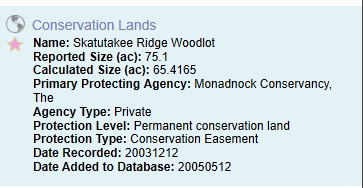 Conservation Lands
Name: Skatutakee Ridge Woodlot
Reported Size (ac): 75.1
Calculated Size (ac): 65.4165
Primary Protecting Agency: Monadnock Conservancy,
The
Agency Type: Private
Protection Level: Permanent conservation land
Protection Type: Conservation Easement
Date Recorded: 20031212
Date Added to Database: 20050512